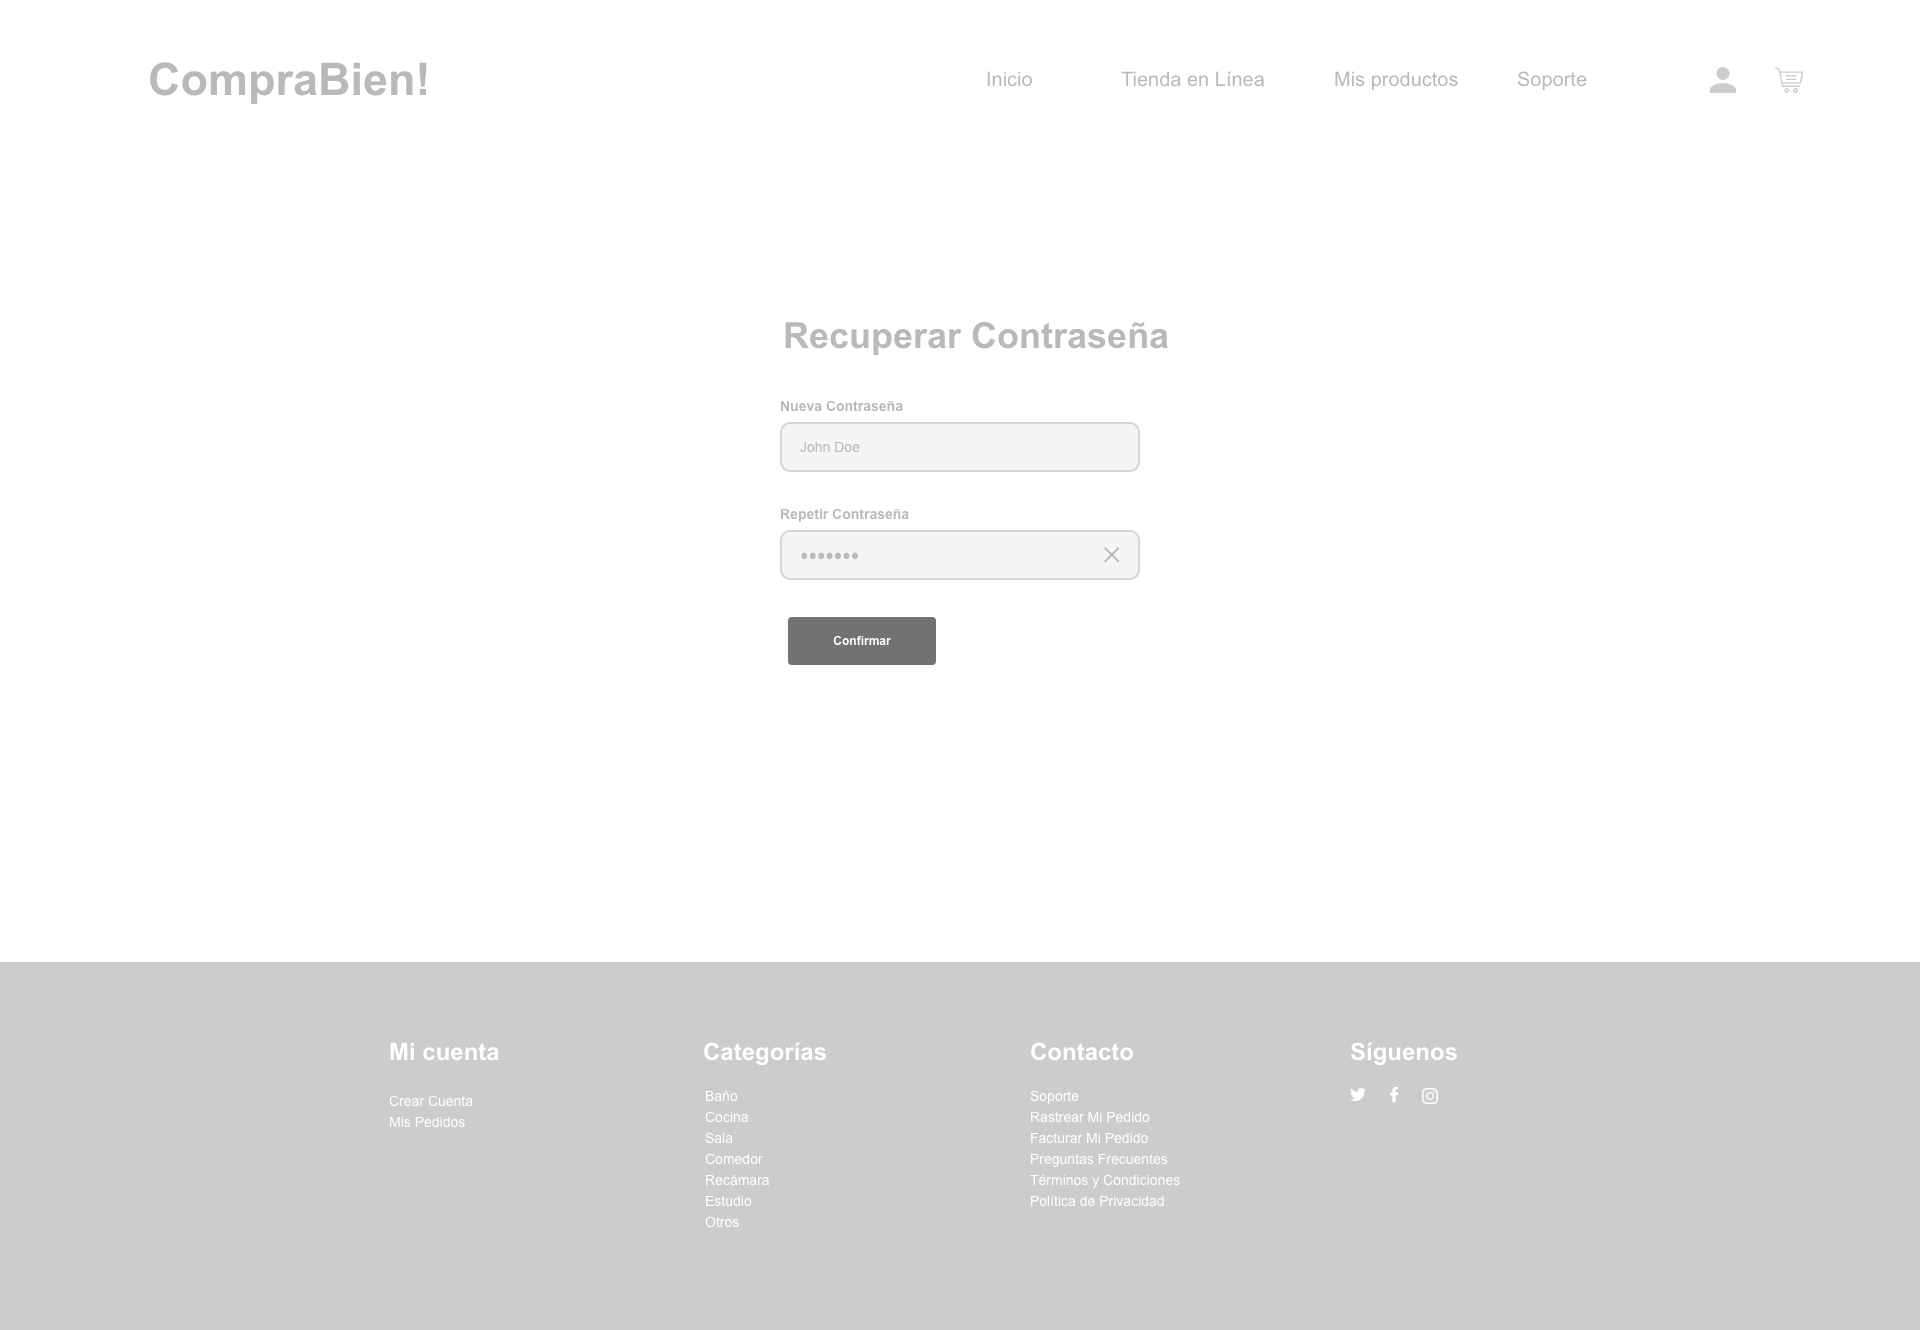 CompraBien!
Inicio
Tienda en Línea
Mis productos
Soporte
Recuperar Contraseña
Nueva Contraseña
John Doe
Repetir Contraseña
•••••••
Confirmar
Mi cuenta
Crear Cuenta
Mis Pedidos
Categorías
Baño
Cocina
Sala
Comedor
Recámara
Estudio
Otros
Contacto
Soporte
Rastrear Mi Pedido
Facturar Mi Pedido
Preguntas Frecuentes
Términos y Condiciones
Política de Privacidad
Síguenos